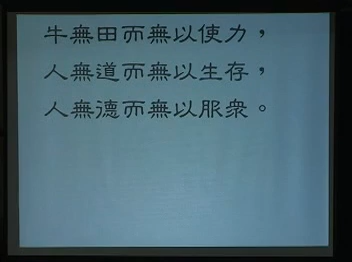 牛無田而無以使力，
人無道而無以生存，
人無德而無以服衆。